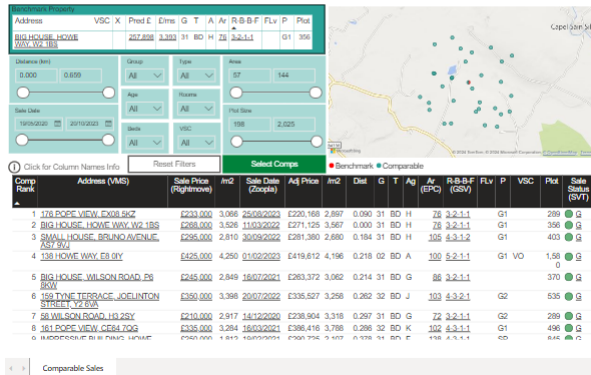 Benchmark Property
Address VSC X Pred £ £/ms G T A Ar R-B-B-F FLv P Plot
BIG HOUSE, HOWE WAY, W2 1BS 257,898 3,393 31 BD H 76 3-2-1-1 G1 356
Capel Sain Sil
Distance (km) Group Type Area
0.000 0.659 All All 57 144
Age Rooms
Sale Date All All Plot Size
19/05/2020 20/10/2023 198 2,025
Beds VSC
All All
Click for Column Names Info Reset Filters Select Comps Benchmark Comparable
Comp Rank Address (VMS) Sale Price (Rightmove) /m2 Sale Date (Zoopla) Adj Price /m2 Dist G T Ag Ar (EPC) R-B-B-F (GSV) FLv P VSC Plot Sale Status (SVT)
1 176 POPE VIEW, EX08 5KZ £233,000 3,066 25/08/2023 £220,168 2,897 0.090 31 BD H 76 3-2-1-1 G1 289 G
2 BIG HOUSE, HOWE WAY, W2 1BS £268,000 3,526 11/03/2022 £271,125 3,567 0.000 31 BD H 76 3-2-1-1 G1 356 G
3 SMALL HOUSE, BRUNO AVENUE, AS7 9VJ £295,000 2,810 30/09/2022 £281,380 2,680 0.184 31 BD H 105 4-3-1-2 G1 403 G
4 138 HOWE WAY, E8 0IY £425,000 4,250 01/02/2023 £419,612 4,196 0.218 02 BD A 100 5-2-1-1 G1 VO 1,580 G
5 BIG HOUSE, WILSON ROAD, P6 8KW £245,000 2,849 16/07/2021 £263,372 3,062 0.214 31 BD G 86 3-2-1-1 370 G
6 159 TYNE TERRACE, JOELINTON STREET, Y2 6VA £350,000 3,398 20/07/2022 £335,527 3,258 0.262 32 BD J 103 4-3-2-1 G2 535 G
7 58 WILSON ROAD, H3 2SY £210,000 2,917 14/12/2020 £238,904 3,318 0.297 31 BD G 72 3-2-1-1 G2 289 G
8 161 POPE VIEW, CE64 7QG £335,000 3,284 16/03/2021 £386,416 3,788 0.286 32 BD K 102 4-3-1-1 G1 496 G
9 IMPRESSIVE BUILDING, HOWE
Comparable Sales